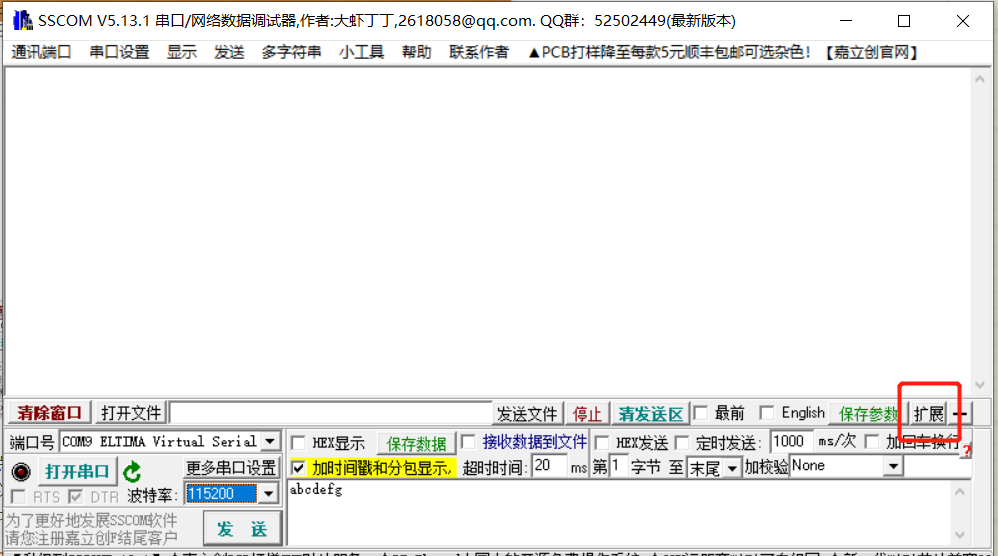 SSCOM V5.13.1 串口/网络数据调试器,作者:大虾丁丁,2618058@qq.com. QQ群: 52502449(最新版本)
通讯端口 串口设置 显示 发送 多字符串 小工具 帮助 联系作者 ▲PCB打样降至每款5元顺丰包邮可选杂色!【嘉立创官网】
清除窗口 打开文件 发送文件 停止 清发送区 最前 English 保存参数 扩展 —
端口号 COM9 ELTIMA Virtual Serial HEX显示 保存数据 接收数据到文件 HEX发送 定时发送: 1000 ms/次 加回车换行
打开串口 更多串口设置 加时间戳和分包显示, 超时时间: 20 ms 第1 字节 至 末尾 加校验 None ?
RTS DTR 波特率: 115200 abcdefg
为了更好地发展SSCOM软件
请您注册嘉立创F结尾客户
发 送